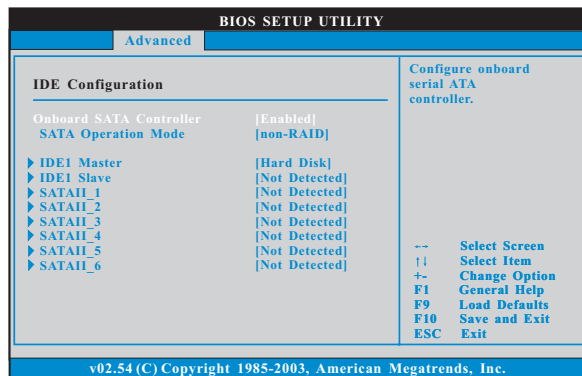 BIOS SETUP UTILITY
Advanced
IDE Configuration
Onboard SATA Controller [Enabled]
SATA Operation Mode [non-RAID]
IDE1 Master [Hard Disk]
IDE1 Slave [Not Detected]
SATAII_1 [Not Detected]
SATAII_2 [Not Detected]
SATAII_3 [Not Detected]
SATAII_4 [Not Detected]
SATAII_5 [Not Detected]
SATAII_6 [Not Detected]
Configure onboard
serial ATA
controller.
←→ Select Screen
↑↓ Select Item
+- Change Option
F1 General Help
F9 Load Defaults
F10 Save and Exit
ESC Exit
v02.54 (C) Copyright 1985-2003, American Megatrends, Inc.